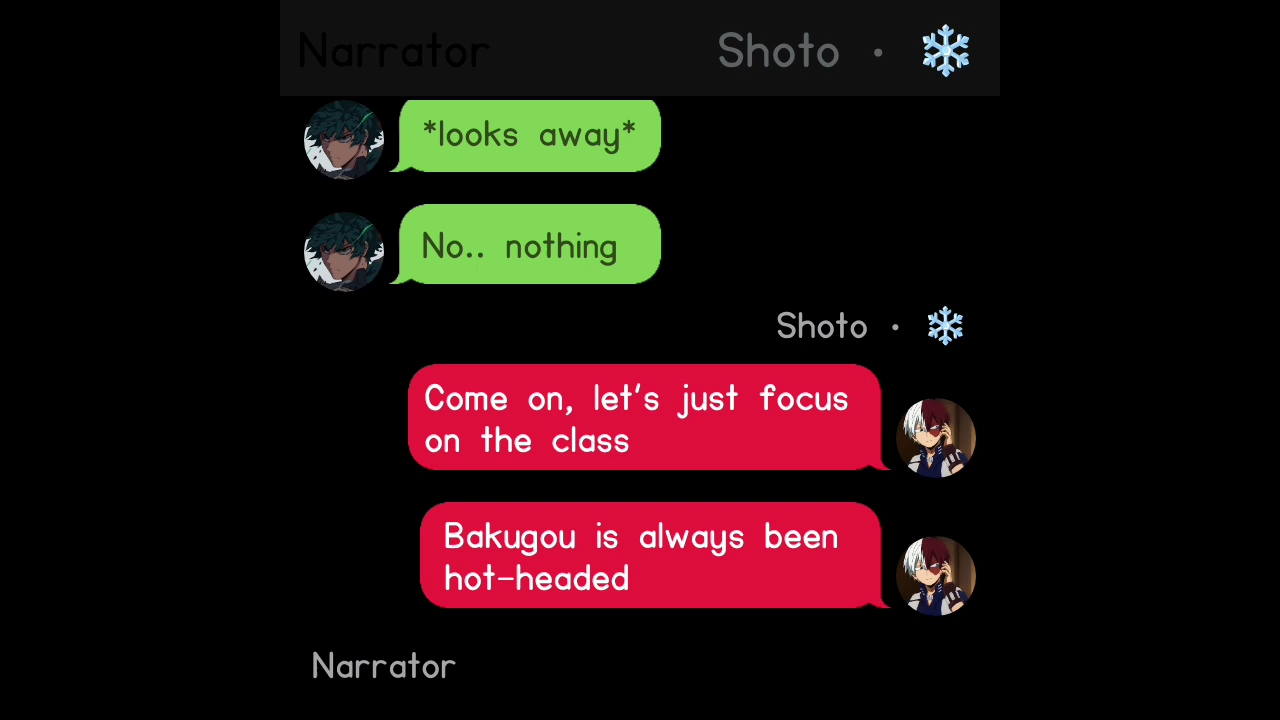 Narrator
Shoto •
*looks away*
No.. nothing
Shoto •
Come on, let's just focus
on the class
Bakugou is always been
hot-headed
Narrator